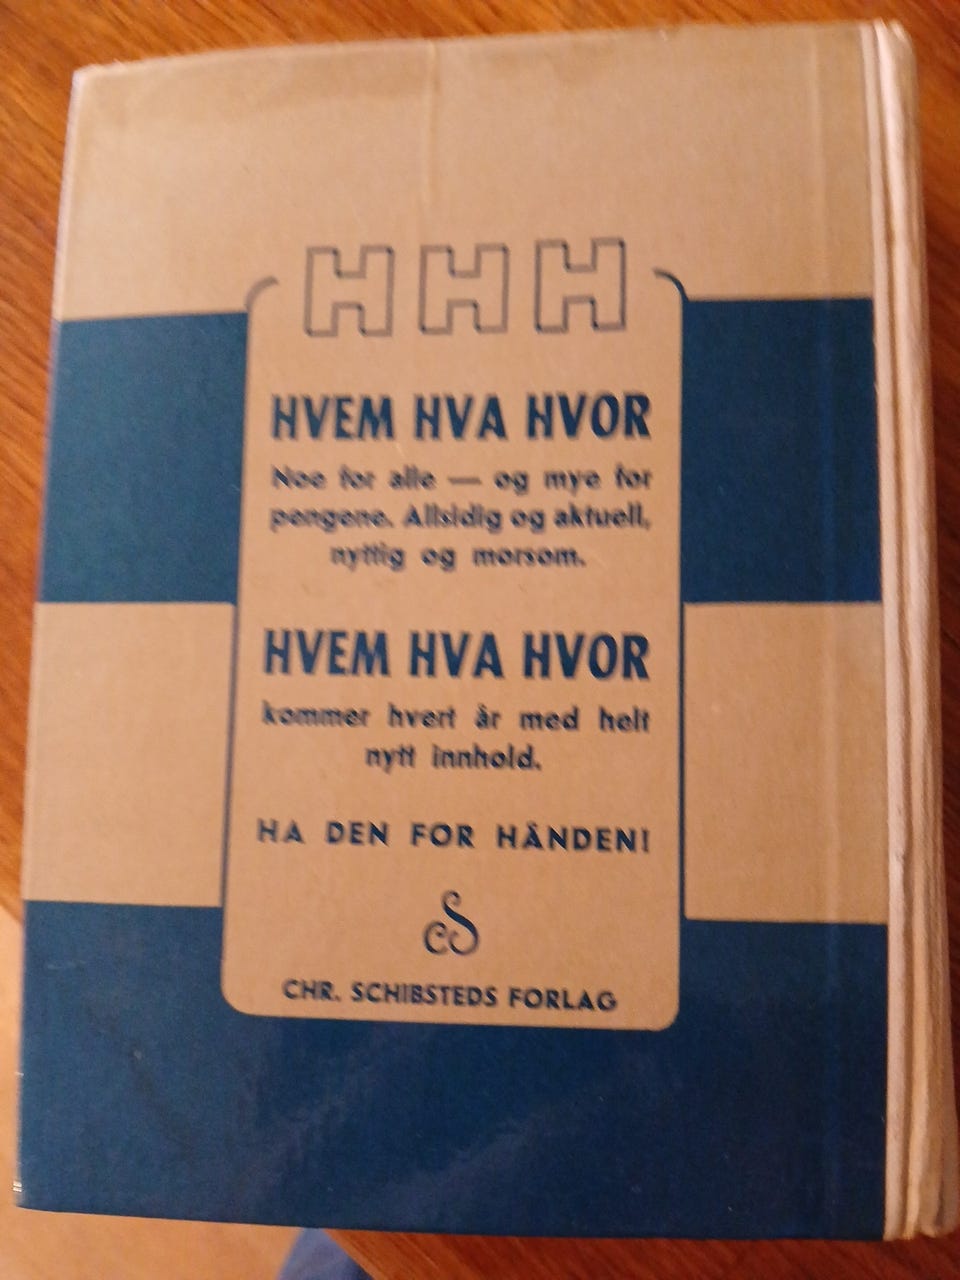 HHH
HVEM HVA HVOR
Noe for alle — og mye for
pengene. Allsidig og aktuell,
nyttig og morsom.
HVEM HVA HVOR
kommer hvert år med helt
nytt innhold.
HA DEN FOR HÅNDEN!
CS
CHR. SCHIBSTEDS FORLAG